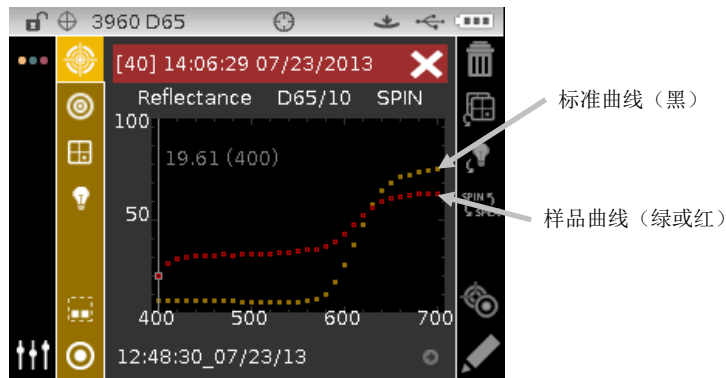 3960 D65
[40] 14:06:29 07/23/2013
Reflectance D65/10 SPIN
100
19.61 (400)
50
400 500 600 700
12:48:30_07/23/13
SPIN
SPEX
标准曲线（黑）
样品曲线（绿或红）